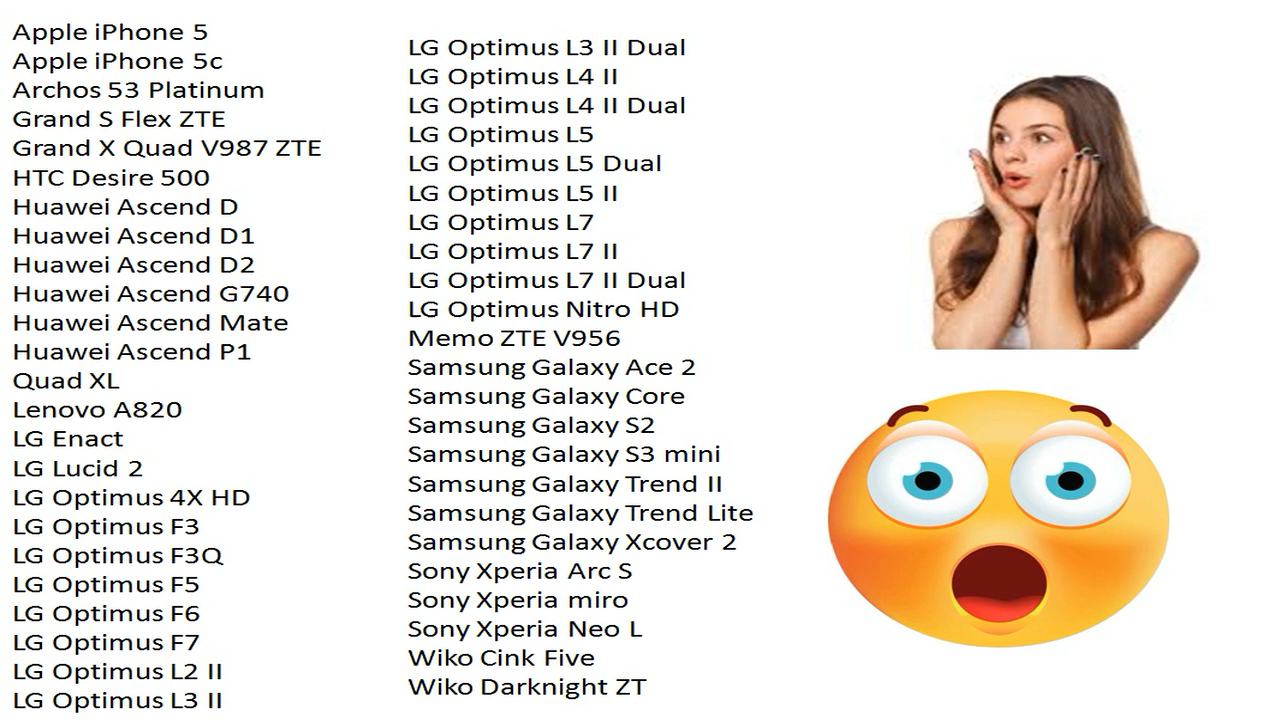 Apple iPhone 5
Apple iPhone 5c
Archos 53 Platinum
Grand S Flex ZTE
Grand X Quad V987 ZTE
HTC Desire 500
Huawei Ascend D
Huawei Ascend D1
Huawei Ascend D2
Huawei Ascend G740
Huawei Ascend Mate
Huawei Ascend P1
Quad XL
Lenovo A820
LG Enact
LG Lucid 2
LG Optimus 4X HD
LG Optimus F3
LG Optimus F3Q
LG Optimus F5
LG Optimus F6
LG Optimus F7
LG Optimus L2 II
LG Optimus L3 II
LG Optimus L3 II Dual
LG Optimus L4 II
LG Optimus L4 II Dual
LG Optimus L5
LG Optimus L5 Dual
LG Optimus L5 II
LG Optimus L7
LG Optimus L7 II
LG Optimus L7 II Dual
LG Optimus Nitro HD
Memo ZTE V956
Samsung Galaxy Ace 2
Samsung Galaxy Core
Samsung Galaxy S2
Samsung Galaxy S3 mini
Samsung Galaxy Trend II
Samsung Galaxy Trend Lite
Samsung Galaxy Xcover 2
Sony Xperia Arc S
Sony Xperia miro
Sony Xperia Neo L
Wiko Cink Five
Wiko Darknight ZT